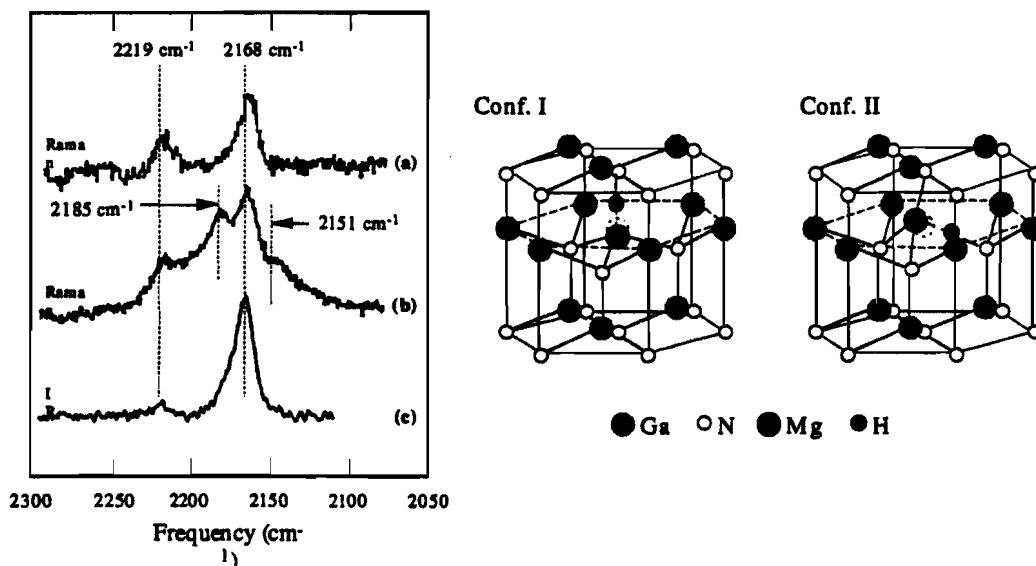 2219 cm-1 2168 cm-1
Rama
n
(a)
2185 cm-1
2151 cm-1
Rama
(b)
I
R
(c)
2300 2250 2200 2150 2100 2050
Frequency (cm-
1)
Conf. I
Conf. II
Ga N Mg H